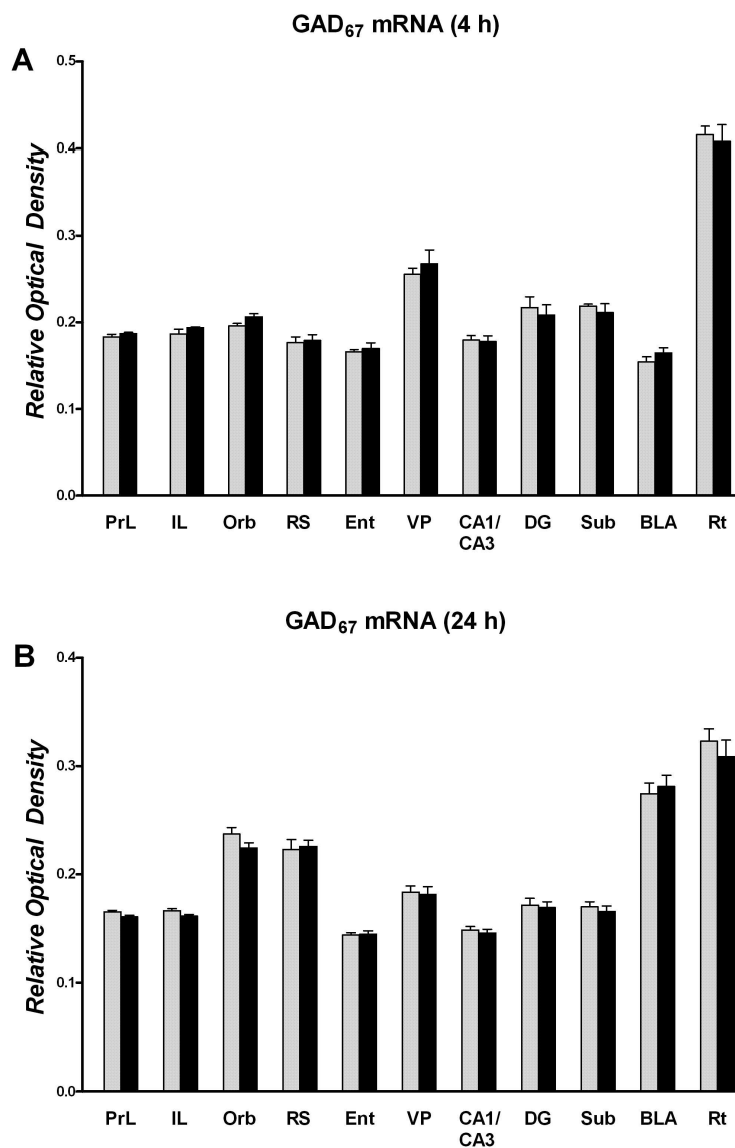 GAD67 mRNA (4 h)
A
Relative Optical Density
0.5
0.4
0.3
0.2
0.1
0.0
PrL IL Orb RS Ent VP CA1/ DG Sub BLA Rt
CA3
GAD67 mRNA (24 h)
B
Relative Optical Density
0.4
0.3
0.2
0.1
0.0
PrL IL Orb RS Ent VP CA1/ DG Sub BLA Rt
CA3